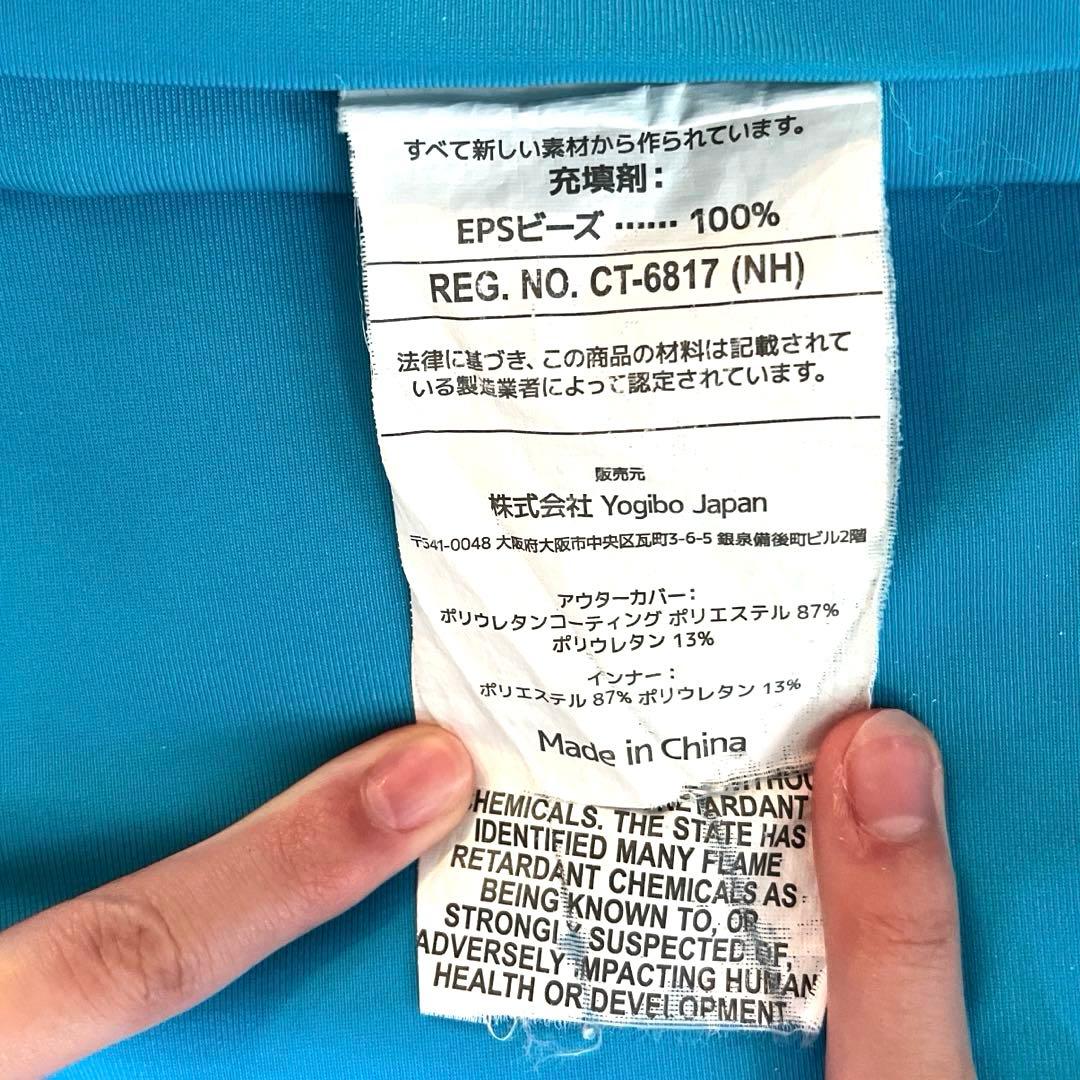 すべて新しい素材から作られています。
充填剤：
EPSビーズ …… 100%
REG. NO. CT-6817 (NH)
法律に基づき、この商品の材料は記載されて
いる製造業者によって認定されています。
販売元
株式会社 Yogibo Japan
〒541-0048 大阪府大阪市中央区瓦町3-6-5 銀泉備後町ビル2階
アウターカバー：
ポリウレタンコーティング ポリエステル 87%
ポリウレタン 13%
インナー：
ポリエステル 87% ポリウレタン 13%
Made in China
CHEMICALS. THE STATE HAS
IDENTIFIED MANY FLAME
RETARDANT CHEMICALS AS
BEING KNOWN TO, OR
STRONGLY SUSPECTED OF,
ADVERSELY IMPACTING HUMAN
HEALTH OR DEVELOPMENT